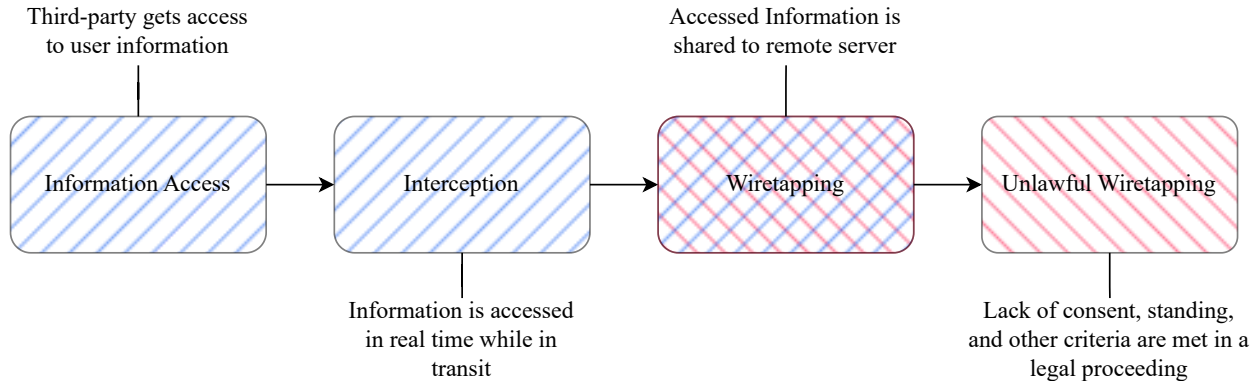 Third-party gets access
to user information
Accessed Information is
shared to remote server
Information Access
Interception
Wiretapping
Unlawful Wiretapping
Information is accessed
in real time while in
transit
Lack of consent, standing,
and other criteria are met in a
legal proceeding